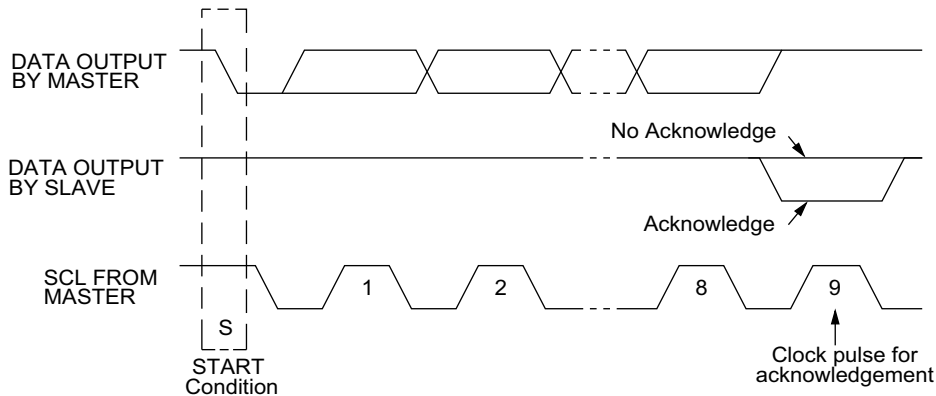 DATA OUTPUT
BY MASTER
No Acknowledge
DATA OUTPUT
BY SLAVE
Acknowledge
SCL FROM
MASTER
1
2
8
9
S
START
Condition
Clock pulse for
acknowledgement